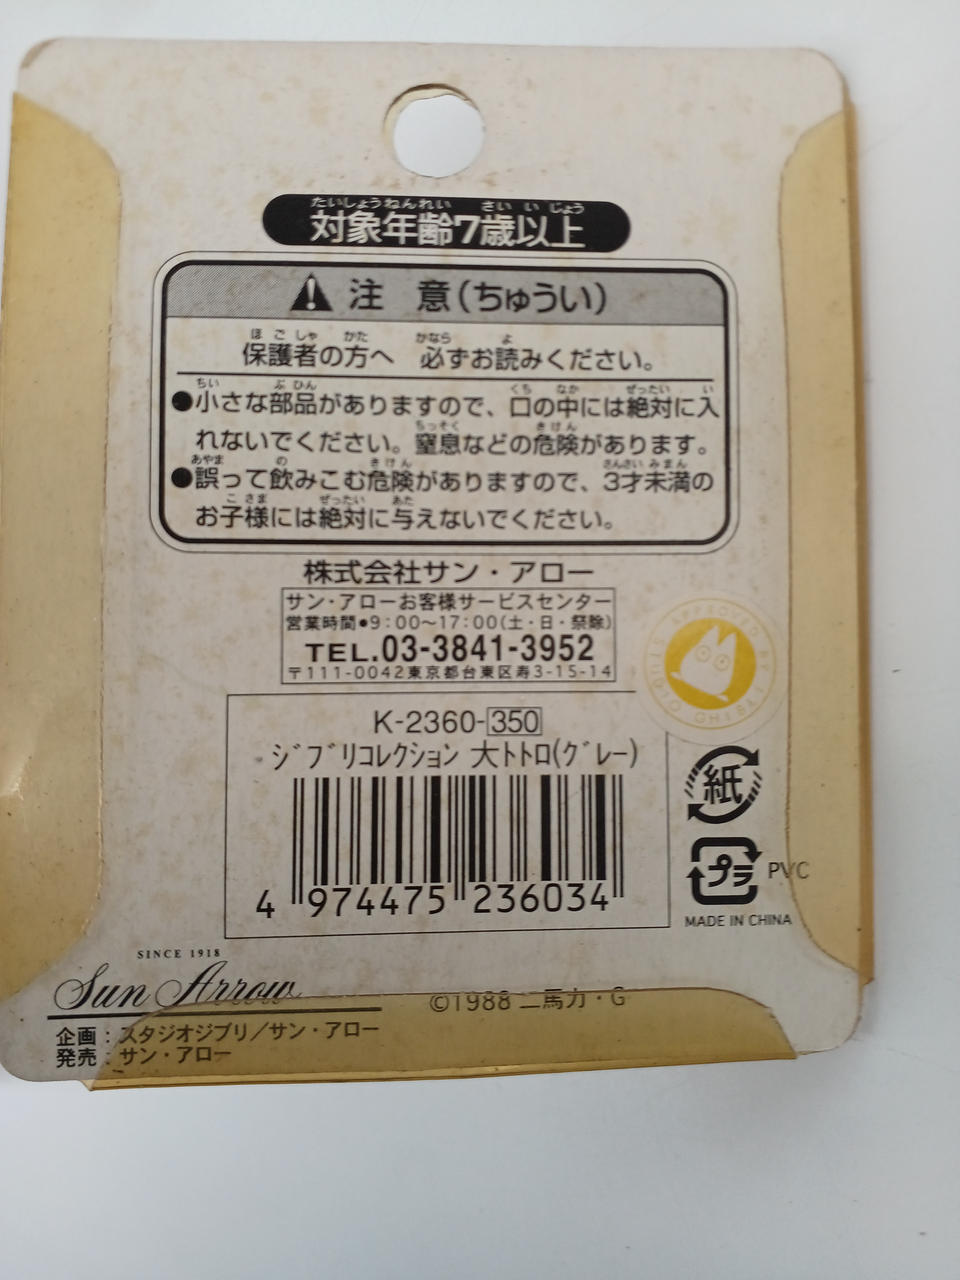 たいしょうねんれい さい い じょう
対象年齢7歳以上
注 意(ちゅうい)
ほ ご しゃ かた かなら よ
保護者の方へ 必ずお読みください。
ちい ぶ ひん くち なか ぜったい い
●小さな部品がありますので、口の中には絶対に入
ちっそく きけん
れないでください。窒息などの危険があります。
あやま の きけん さんさい み まん
●誤って飲みこむ危険がありますので、3才未満の
こ さま ぜったい あた
お子様には絶対に与えないでください。
株式会社サン・アロー
サン・アローお客様サービスセンター
営業時間●9:00〜17:00(土・日・祭除)
TEL.03-3841-3952
〒111-0042東京都台東区寿3-15-14
APPROVED BY STUDIO GHIBLI
K-2360-350
ジブリコレクション 大トトロ(グレー)
4 974475 236034
紙
プラ PVC
MADE IN CHINA
SINCE 1918
Sun Arrow
©1988 二馬力・G
企画:スタジオジブリ/サン・アロー
発売:サン・アロー